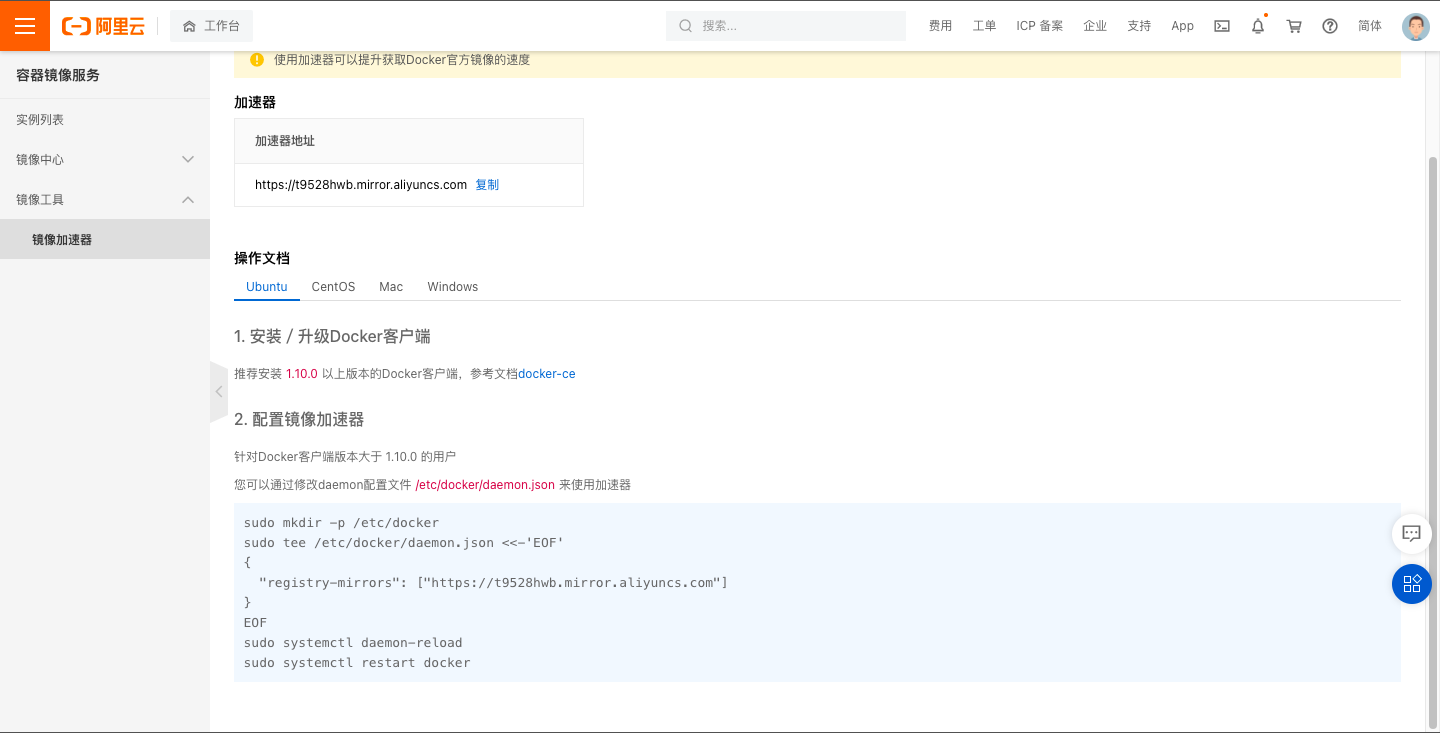 阿里云
工作台
搜索...
费用
工单
ICP 备案
企业
支持
App
简体
容器镜像服务
实例列表
镜像中心
镜像工具
镜像加速器
使用加速器可以提升获取Docker官方镜像的速度
加速器
加速器地址
https://t9528hwb.mirror.aliyuncs.com 复制
操作文档
Ubuntu CentOS Mac Windows
1. 安装 / 升级Docker客户端
推荐安装 1.10.0 以上版本的Docker客户端，参考文档docker-ce
2. 配置镜像加速器
针对Docker客户端版本大于 1.10.0 的用户
您可以通过修改daemon配置文件 /etc/docker/daemon.json 来使用加速器
sudo mkdir -p /etc/docker
sudo tee /etc/docker/daemon.json <<-'EOF'
{
  "registry-mirrors": ["https://t9528hwb.mirror.aliyuncs.com"]
}
EOF
sudo systemctl daemon-reload
sudo systemctl restart docker